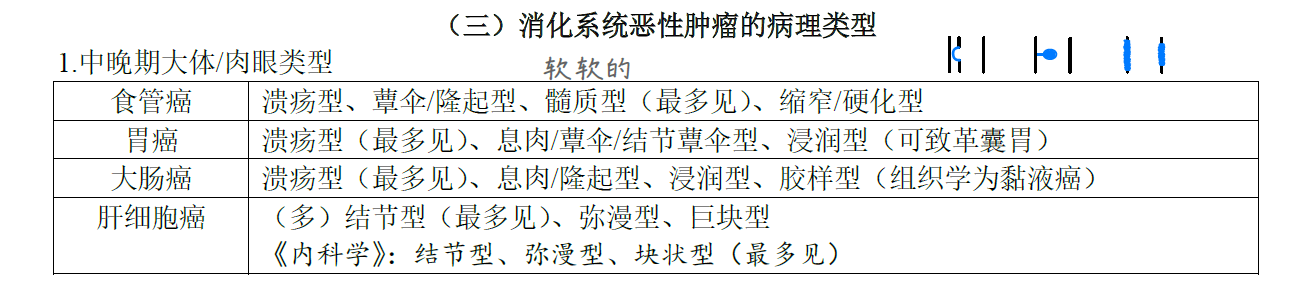 （三）消化系统恶性肿瘤的病理类型
1.中晚期大体/肉眼类型
软软的
食管癌 溃疡型、蕈伞/隆起型、髓质型（最多见）、缩窄/硬化型
胃癌 溃疡型（最多见）、息肉/蕈伞/结节蕈伞型、浸润型（可致革囊胃）
大肠癌 溃疡型（最多见）、息肉/隆起型、浸润型、胶样型（组织学为黏液癌）
肝细胞癌 （多）结节型（最多见）、弥漫型、巨块型
《内科学》：结节型、弥漫型、块状型（最多见）